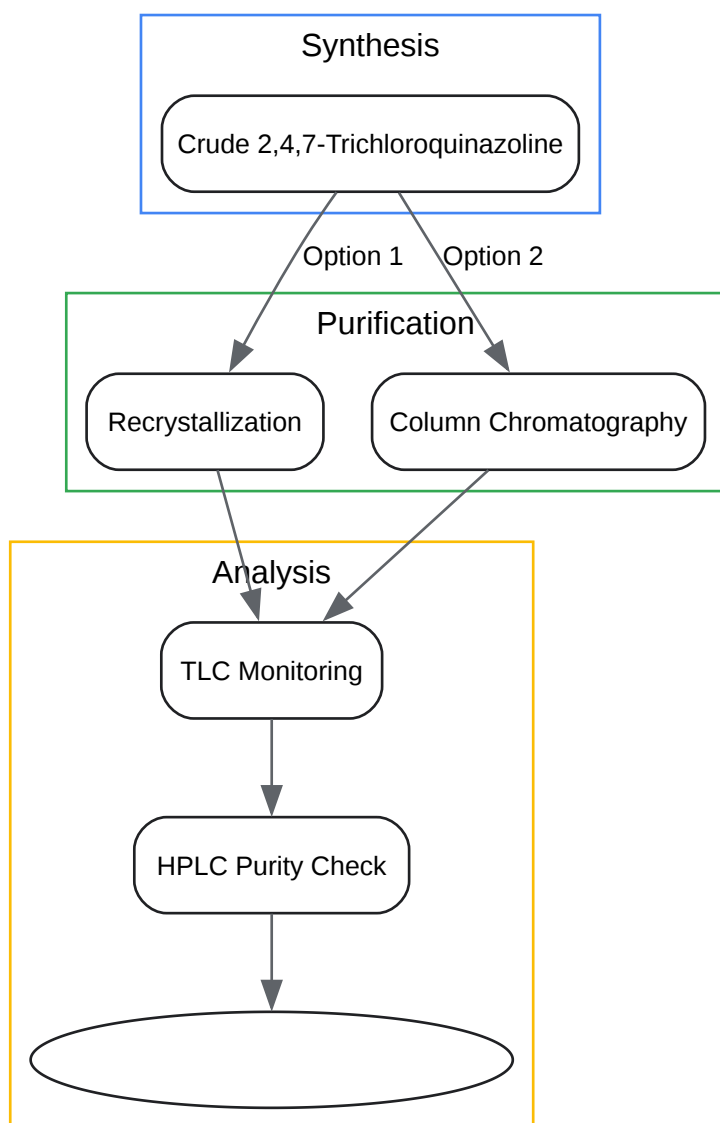 Synthesis
Crude 2,4,7-Trichloroquinazoline
Option 1
Option 2
Purification
Recrystallization
Column Chromatography
Analysis
TLC Monitoring
HPLC Purity Check